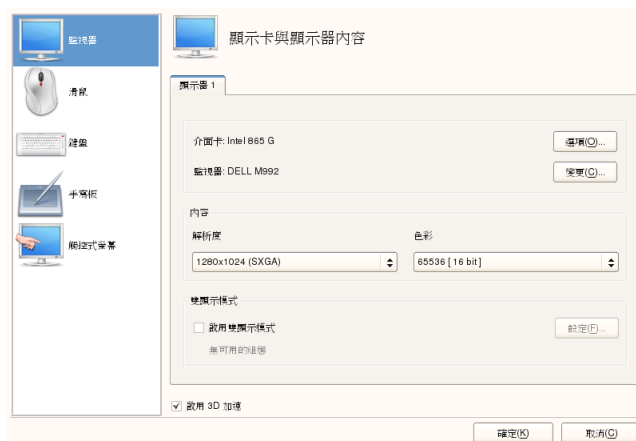 監視器
滑鼠
鍵盤
手寫板
觸控式螢幕
顯示卡與顯示器內容
顯示器 1
介面卡: Intel 865 G
選項(O)...
監視器: DELL M992
變更(C)...
內容
解析度
色彩
1280x1024 (SXGA)
65536 [ 16 bit ]
雙顯示模式
啟用雙顯示模式
設定(F)...
無可用的組態
啟用 3D 加速
確定(K)
取消(C)